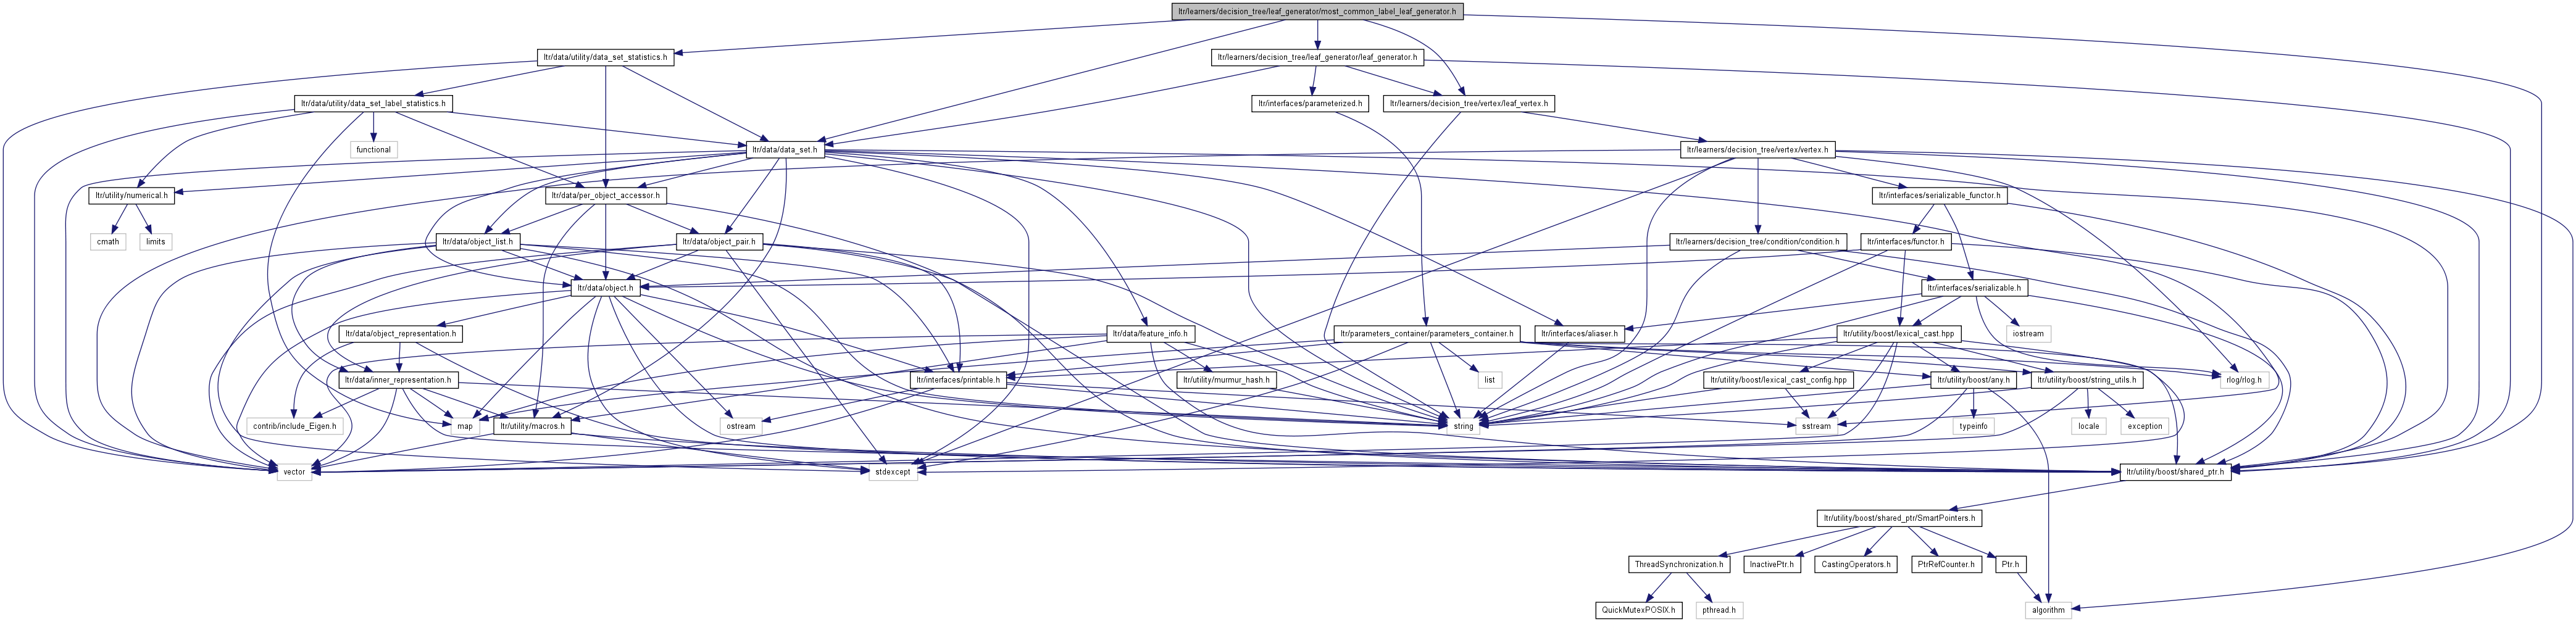 ltr/learners/decision_tree/leaf_generator/most_common_label_leaf_generator.h
ltr/data/utility/data_set_statistics.h
ltr/learners/decision_tree/leaf_generator/leaf_generator.h
ltr/data/utility/data_set_label_statistics.h
ltr/interfaces/parameterized.h
ltr/learners/decision_tree/vertex/leaf_vertex.h
functional
ltr/data/data_set.h
ltr/learners/decision_tree/vertex/vertex.h
ltr/utility/numerical.h
ltr/data/per_object_accessor.h
ltr/interfaces/serializable_functor.h
cmath
limits
ltr/data/object_list.h
ltr/data/object_pair.h
ltr/learners/decision_tree/condition/condition.h
ltr/interfaces/functor.h
ltr/data/object.h
ltr/interfaces/serializable.h
ltr/data/object_representation.h
ltr/data/feature_info.h
ltr/parameters_container/parameters_container.h
ltr/interfaces/aliaser.h
ltr/utility/boost/lexical_cast.hpp
iostream
ltr/data/inner_representation.h
ltr/interfaces/printable.h
ltr/utility/murmur_hash.h
list
ltr/utility/boost/lexical_cast_config.hpp
ltr/utility/boost/any.h
ltr/utility/boost/string_utils.h
rlog/rlog.h
contrib/include_Eigen.h
map
ltr/utility/macros.h
ostream
string
sstream
typeinfo
locale
exception
vector
stdexcept
ltr/utility/boost/shared_ptr.h
ltr/utility/boost/shared_ptr/SmartPointers.h
ThreadSynchronization.h
InactivePtr.h
CastingOperators.h
PtrRefCounter.h
Ptr.h
QuickMutexPOSIX.h
pthread.h
algorithm